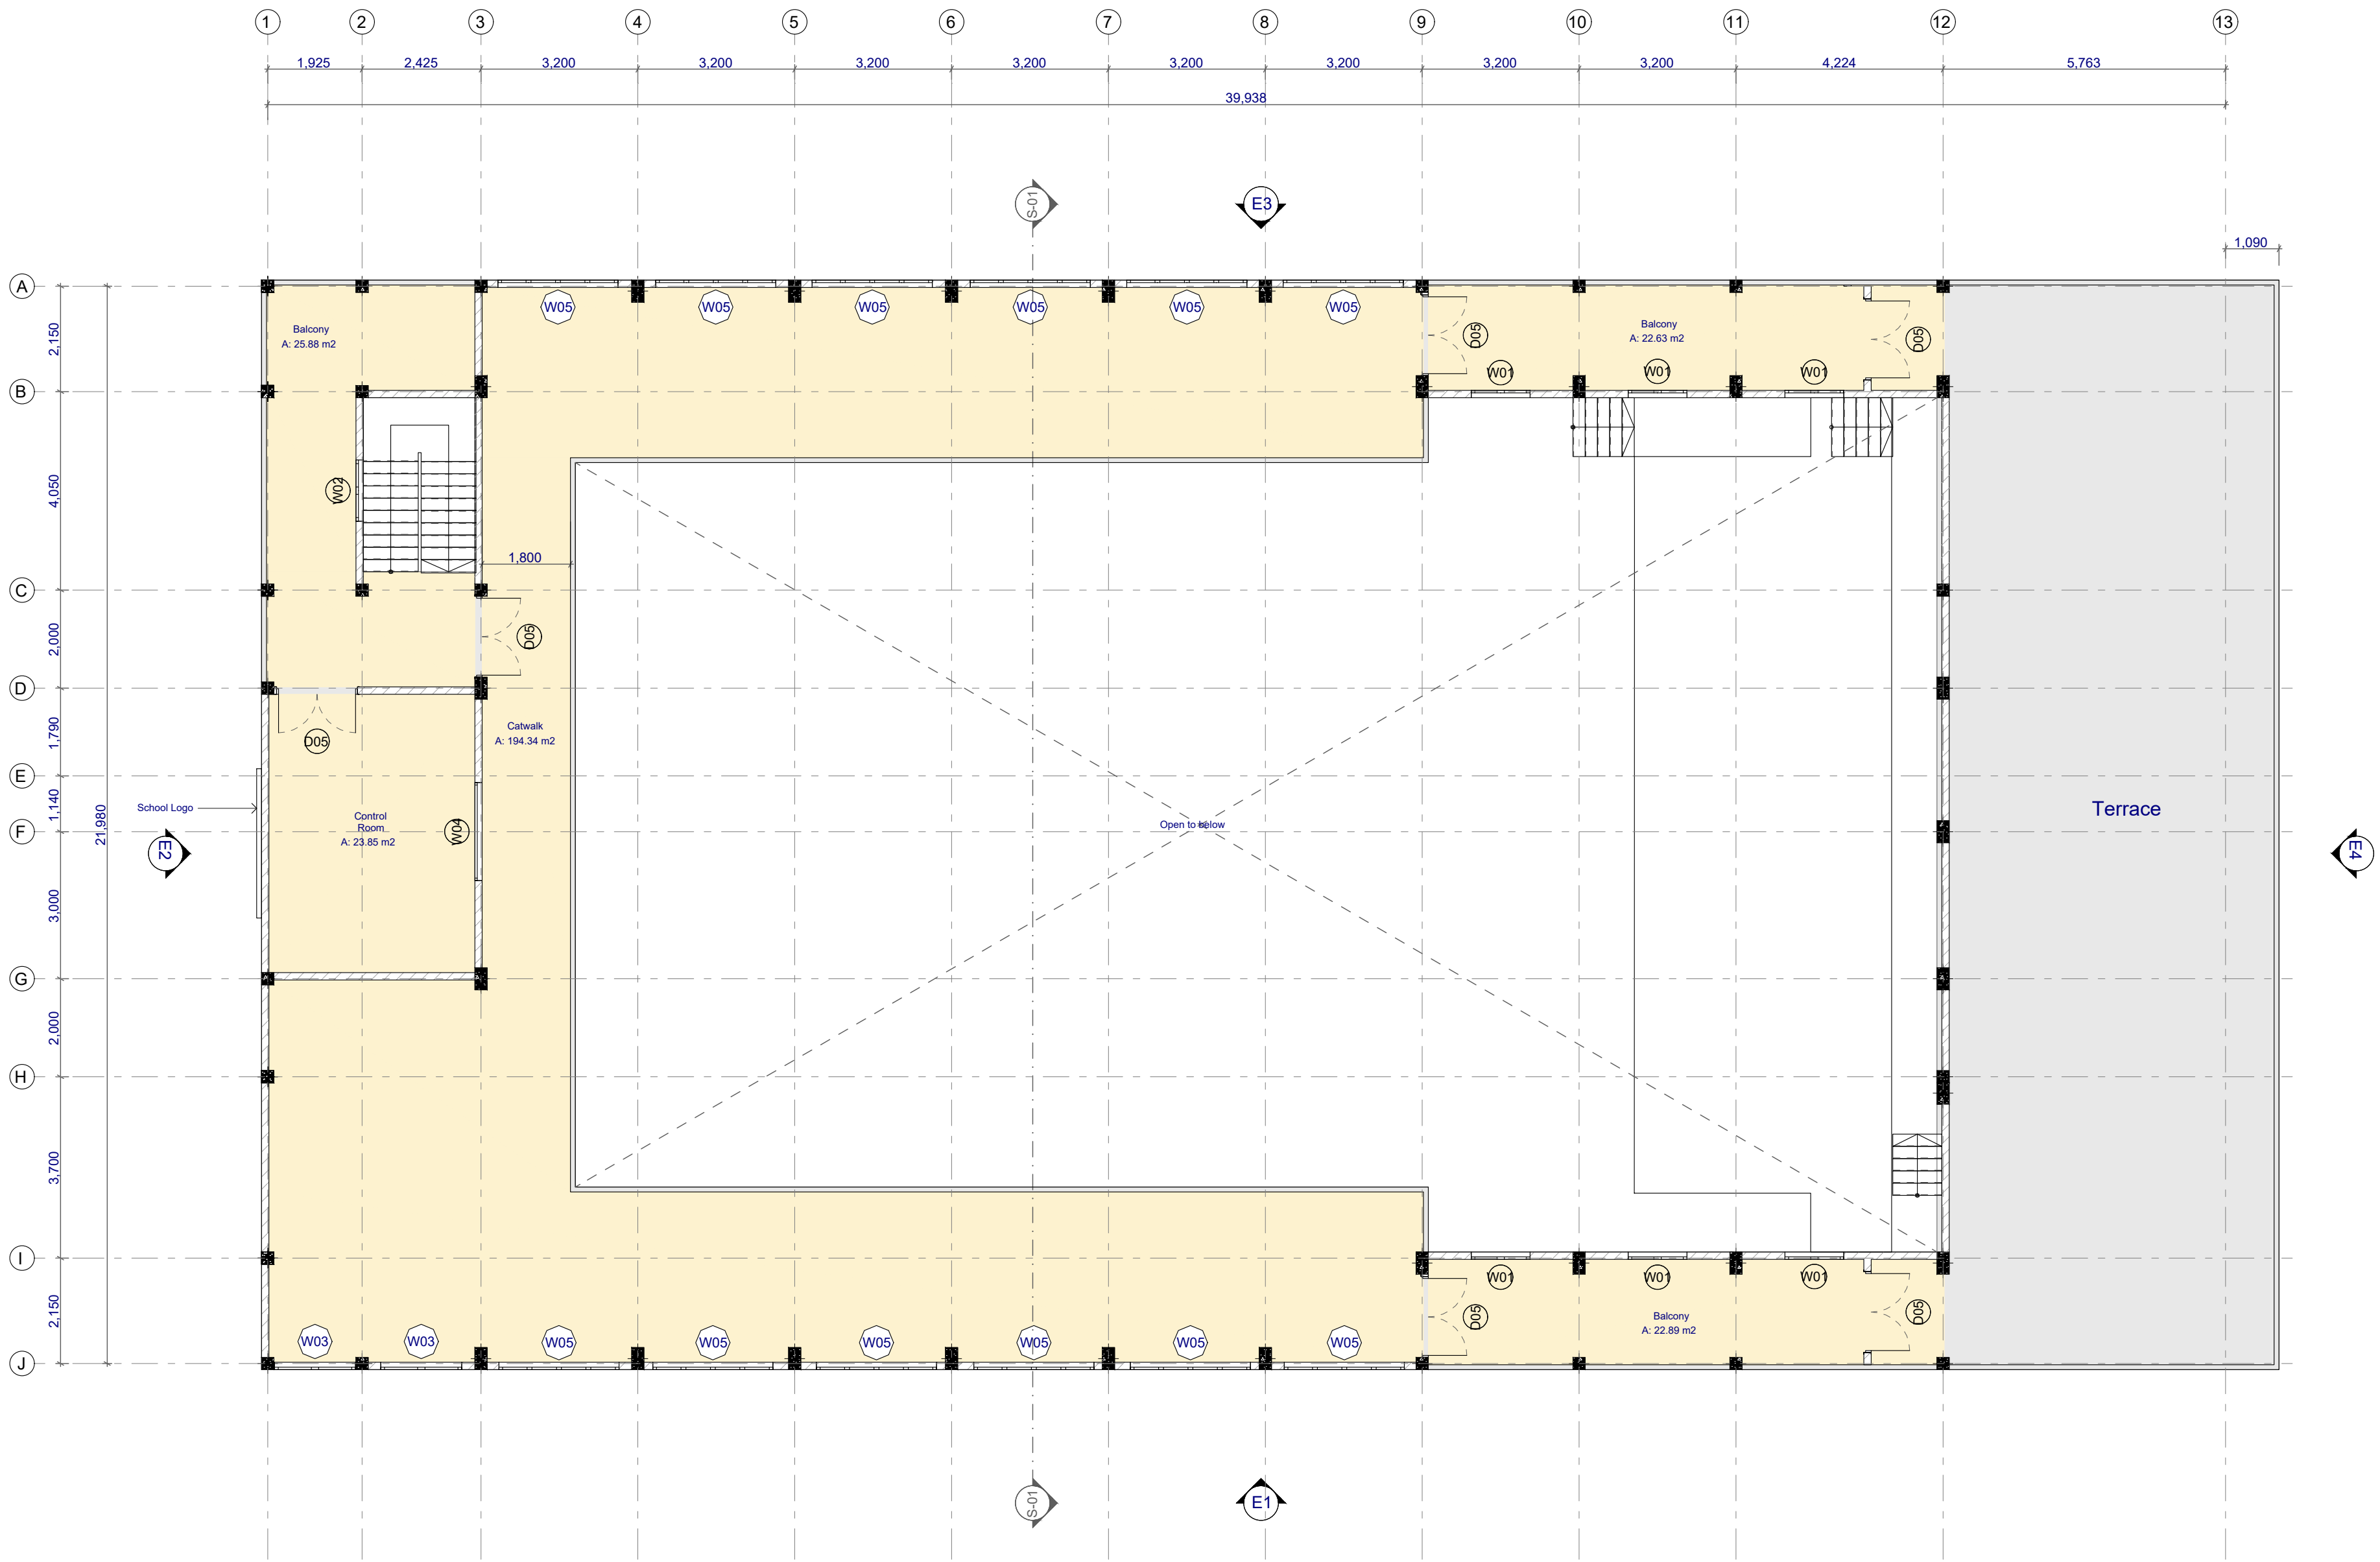 1 2 3 4 5 6 7 8 9 10 11 12 13
1,925 2,425 3,200 3,200 3,200 3,200 3,200 3,200 3,200 3,200 4,224 5,763
39,938
S-01 E3
1,090
A
W05 W05 W05 W05 W05 W05
2,150
Balcony
A: 25.88 m2
D05
Balcony
A: 22.63 m2
D05
W01 W01 W01
B
4,050
W02
1,800
C
2,000
D05
D
1,790
Catwalk
A: 194.34 m2
D05
E
1,140
21,980
School Logo
Control
Room
A: 23.85 m2
W04
Open to below
Terrace
F
E2
E4
3,000
G
2,000
H
3,700
I
W01 W01 W01
2,150
D05
Balcony
A: 22.89 m2
D05
W03 W03 W05 W05 W05 W05 W05 W05
J
S-01 E1